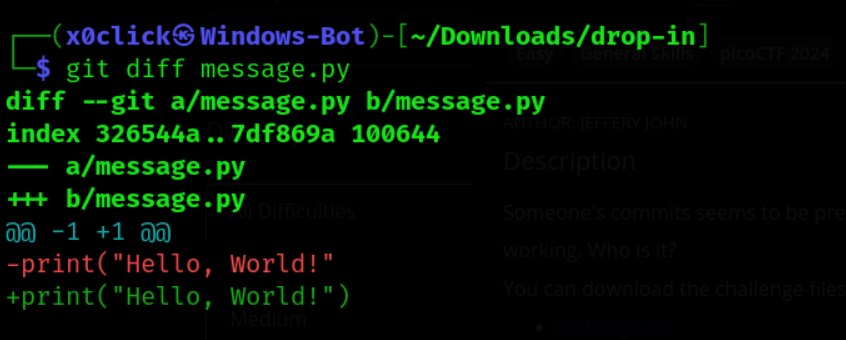 ┌──(x0click㉿Windows-Bot)-[~/Downloads/drop-in]
└─$ git diff message.py
diff --git a/message.py b/message.py
index 326544a..7df869a 100644
--- a/message.py
+++ b/message.py
@@ -1 +1 @@
-print("Hello, World!"
+print("Hello, World!")
Easy General Skills picoCTF 2024
AUTHOR: JEFFERY JOHN
Description
All Difficulties
Someone's commits seems to be pre
working. Who is it?
You can download the challenge files
Medium
challenge.zip